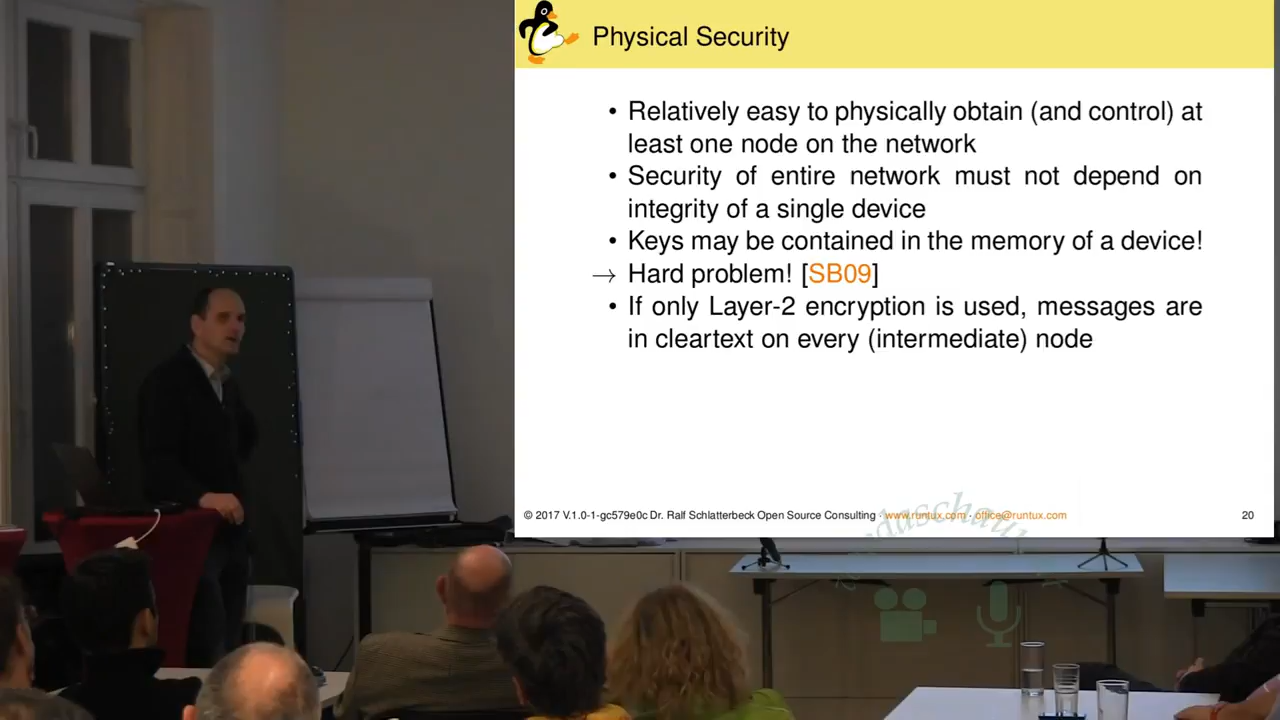 Physical Security
• Relatively easy to physically obtain (and control) at
least one node on the network
• Security of entire network must not depend on
integrity of a single device
• Keys may be contained in the memory of a device!
→ Hard problem! [SB09]
• If only Layer-2 encryption is used, messages are
in cleartext on every (intermediate) node
© 2017 V.1.0-1-gc579e0c Dr. Ralf Schlatterbeck Open Source Consulting · www.runtux.com · office@runtux.com
20